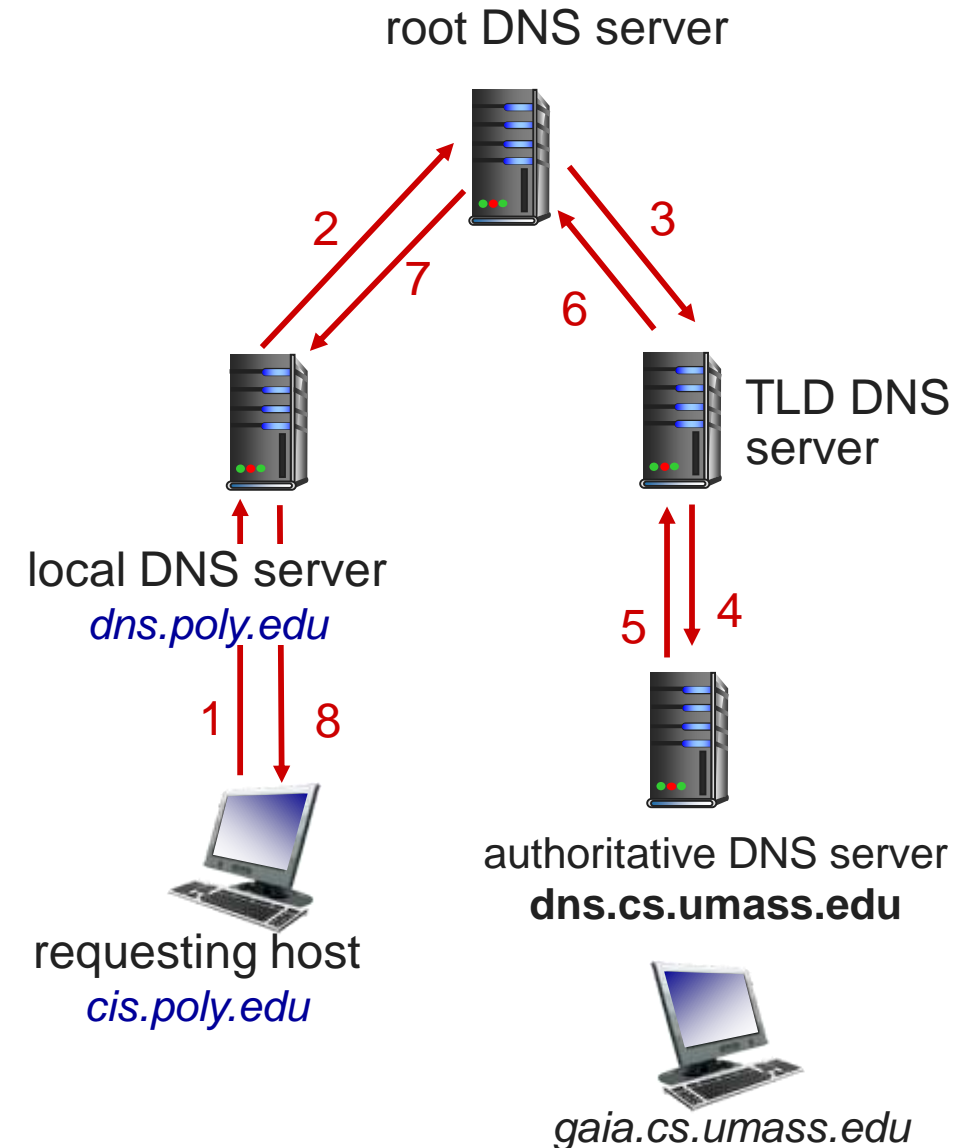 root DNS server
2
3
7
6
TLD DNS
server
local DNS server
dns.poly.edu
5
4
1
8
authoritative DNS server
dns.cs.umass.edu
requesting host
cis.poly.edu
gaia.cs.umass.edu